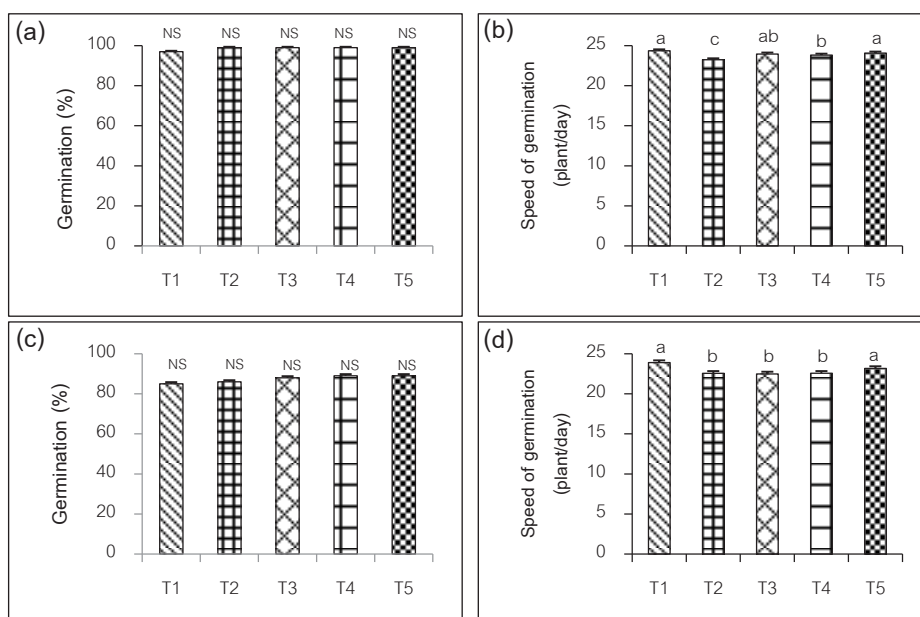 (a)
Germination (%)
100
80
60
40
20
0
NS NS NS NS NS
T1 T2 T3 T4 T5
(b)
Speed of germination
(plant/day)
25
20
15
10
5
0
a c ab b a
T1 T2 T3 T4 T5
(c)
Germination (%)
100
80
60
40
20
0
NS NS NS NS NS
T1 T2 T3 T4 T5
(d)
Speed of germination
(plant/day)
25
20
15
10
5
0
a b b b a
T1 T2 T3 T4 T5